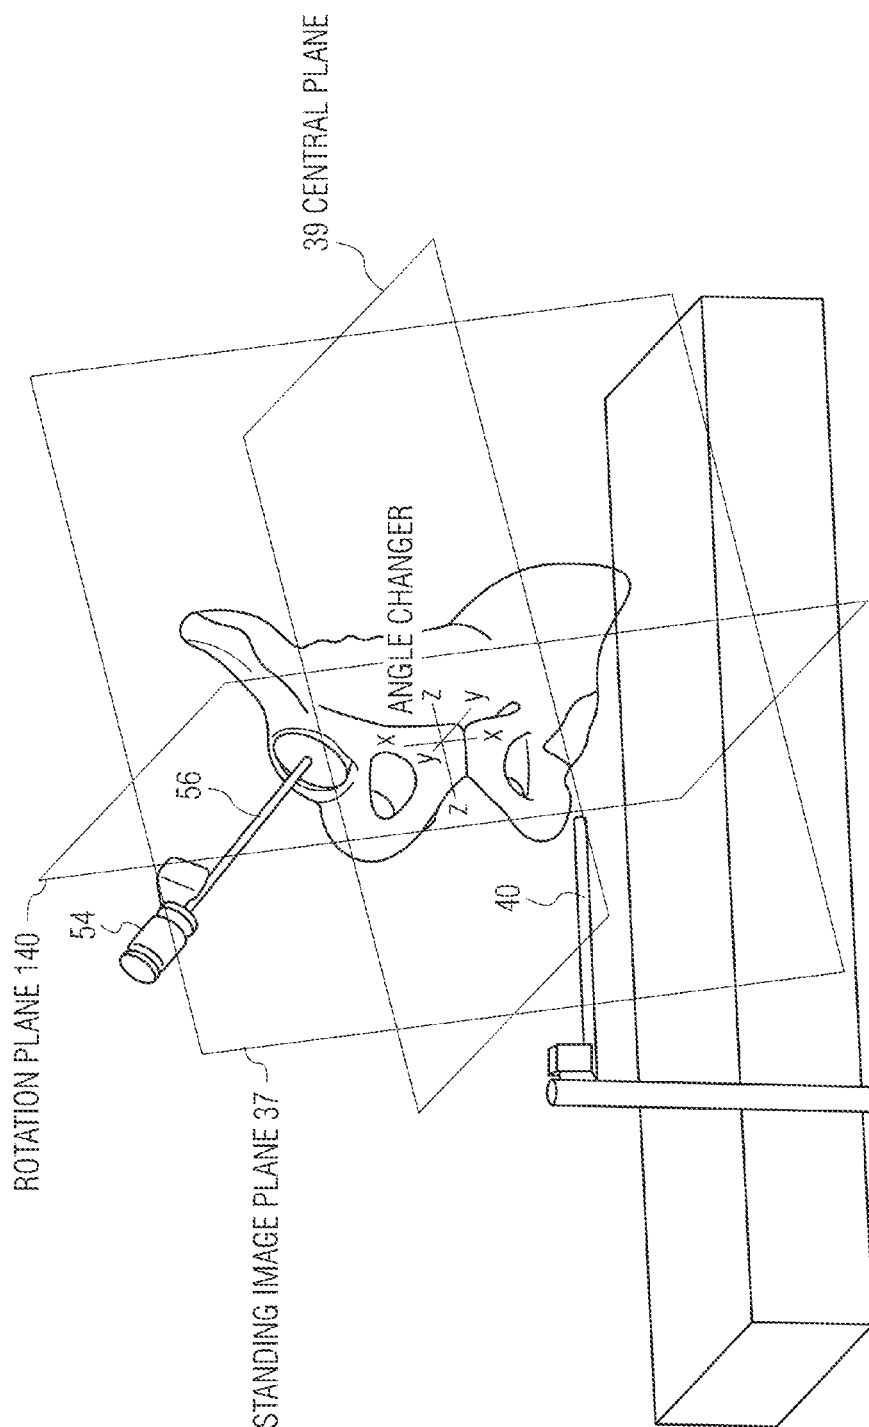 ROTATION PLANE 140
STANDING IMAGE PLANE 37
39 CENTRAL PLANE
54
56
ANGLE CHANGER
x
z
y
y
x
z
40